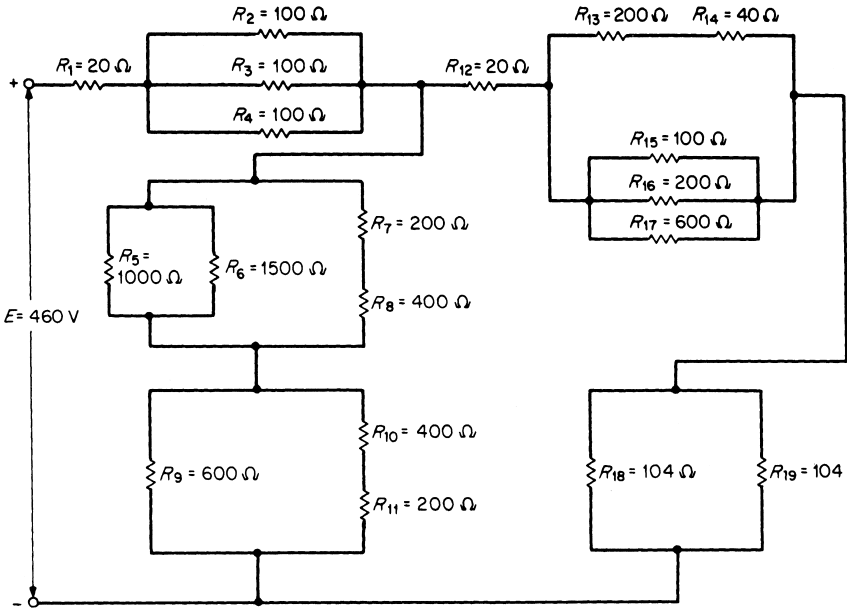 R2 = 100 Ω
R13 = 200 Ω
R14 = 40 Ω
+
R1 = 20 Ω
R3 = 100 Ω
R12 = 20 Ω
R4 = 100 Ω
R15 = 100 Ω
R16 = 200 Ω
R17 = 600 Ω
R5 =
1000 Ω
R6 = 1500 Ω
R7 = 200 Ω
R8 = 400 Ω
E = 460 V
R9 = 600 Ω
R10 = 400 Ω
R11 = 200 Ω
R18 = 104 Ω
R19 = 104
−